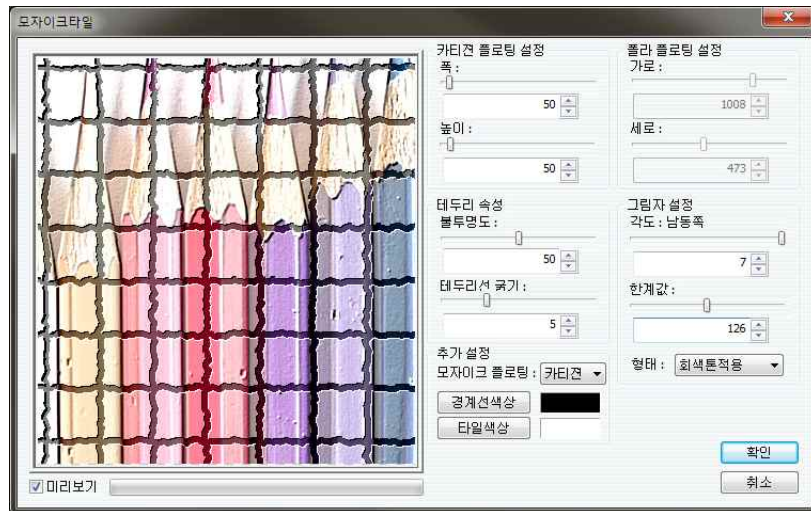 모자이크타일
카티젼 플로팅 설정
폭 :
50
높이 :
50
폴라 플로팅 설정
가로 :
1008
세로 :
473
테두리 속성
불투명도 :
50
테두리선 굵기 :
5
그림자 설정
각도 : 남동쪽
7
한계값 :
126
형태 : 회색톤적용
추가 설정
모자이크 플로팅 : 카티젼
경계선색상
타일색상
확인
취소
미리보기